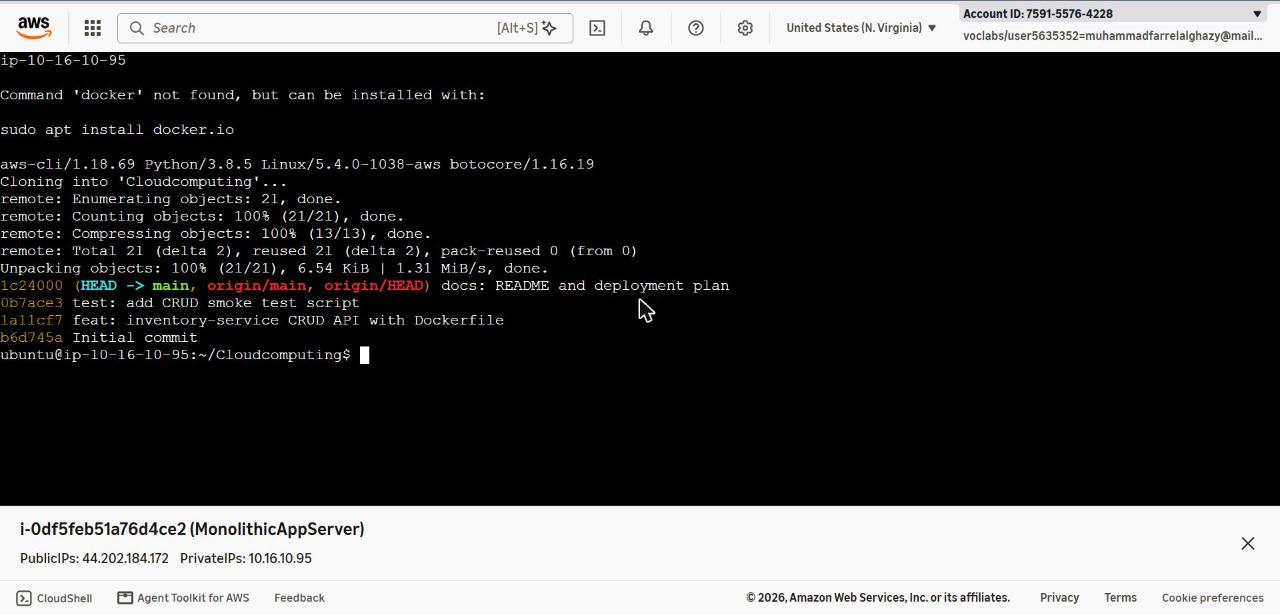 aws
Search
[Alt+S]
United States (N. Virginia)
Account ID: 7591-5576-4228
voclabs/user5635352=muhammadfarrelalghazy@mail...
ip-10-16-10-95
Command 'docker' not found, but can be installed with:
sudo apt install docker.io
aws-cli/1.18.69 Python/3.8.5 Linux/5.4.0-1038-aws botocore/1.16.19
Cloning into 'Cloudcomputing'...
remote: Enumerating objects: 21, done.
remote: Counting objects: 100% (21/21), done.
remote: Compressing objects: 100% (13/13), done.
remote: Total 21 (delta 2), reused 21 (delta 2), pack-reused 0 (from 0)
Unpacking objects: 100% (21/21), 6.54 KiB | 1.31 MiB/s, done.
1c24000 (HEAD -> main, origin/main, origin/HEAD) docs: README and deployment plan
0b7ace3 test: add CRUD smoke test script
1a11cf7 feat: inventory-service CRUD API with Dockerfile
b6d745a Initial commit
ubuntu@ip-10-16-10-95:~/Cloudcomputing$
i-0df5feb51a76d4ce2 (MonolithicAppServer)
PublicIPs: 44.202.184.172 PrivateIPs: 10.16.10.95
CloudShell
Agent Toolkit for AWS
Feedback
© 2026, Amazon Web Services, Inc. or its affiliates.
Privacy
Terms
Cookie preferences